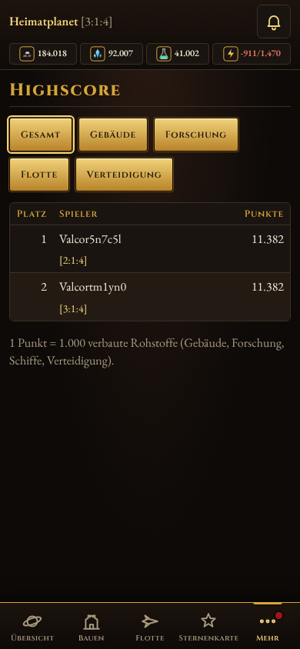 Heimatplanet [3:1:4]
184.018 92.007 41.002 -911/1.470
Highscore
Gesamt Gebäude Forschung
Flotte Verteidigung
Platz Spieler Punkte
1 Valcor5n7c5l 11.382
[2:1:4]
2 Valcortm1yn0 11.382
[3:1:4]
1 Punkt = 1.000 verbaute Rohstoffe (Gebäude, Forschung,
Schiffe, Verteidigung).
Übersicht Bauen Flotte Sternenkarte Mehr